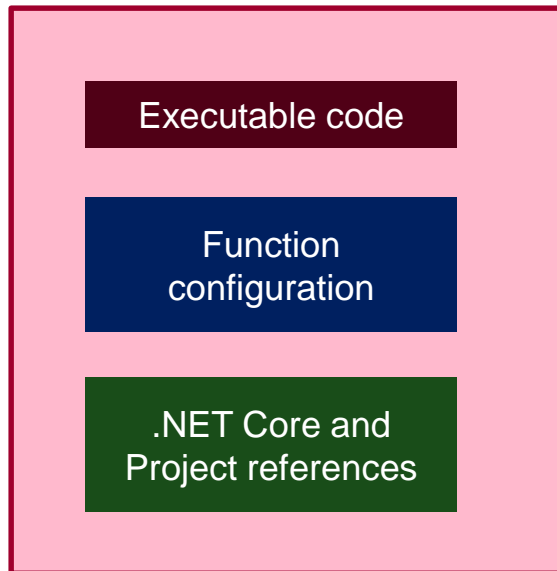 Executable code
Function
configuration
.NET Core and
Project references